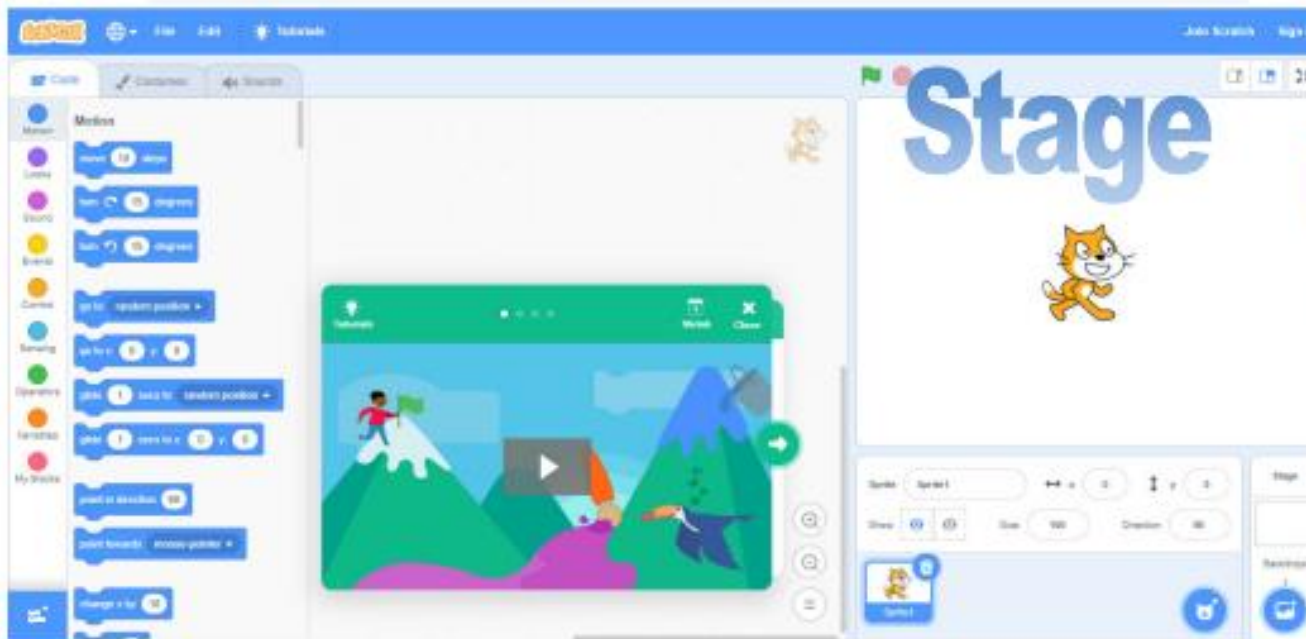 SCRATCH File Edit Tutorials Join Scratch Sign
Code Costumes Sounds
Stage
Motion
Motion
move 10 steps
Looks
turn 15 degrees
Sound
turn 15 degrees
Events
Control
go to random position
Sensing
go to x: 0 y: 0
Operators
glide 1 secs to random position
Variables
glide 1 secs to x: 0 y: 0
My Blocks
point in direction 90
point towards mouse-pointer
change x by 10
Tutorials
Close
Sprite Sprite1 x 0 y 0
Show Size 100 Direction 90
Sprite1
Stage